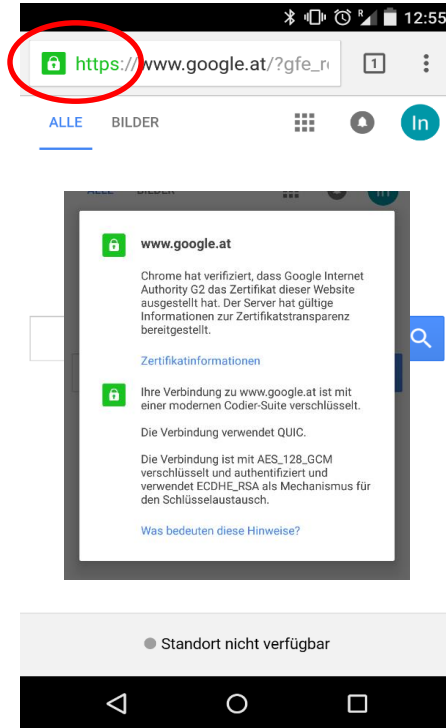 R
12:55
https://www.google.at/?gfe_r
1
ALLE BILDER
In
www.google.at
Chrome hat verifiziert, dass Google Internet
Authority G2 das Zertifikat dieser Website
ausgestellt hat. Der Server hat gültige
Informationen zur Zertifikatstransparenz
bereitgestellt.
Zertifikatinformationen
Ihre Verbindung zu www.google.at ist mit
einer modernen Codier-Suite verschlüsselt.
Die Verbindung verwendet QUIC.
Die Verbindung ist mit AES_128_GCM
verschlüsselt und authentifiziert und
verwendet ECDHE_RSA als Mechanismus für
den Schlüsselaustausch.
Was bedeuten diese Hinweise?
Standort nicht verfügbar